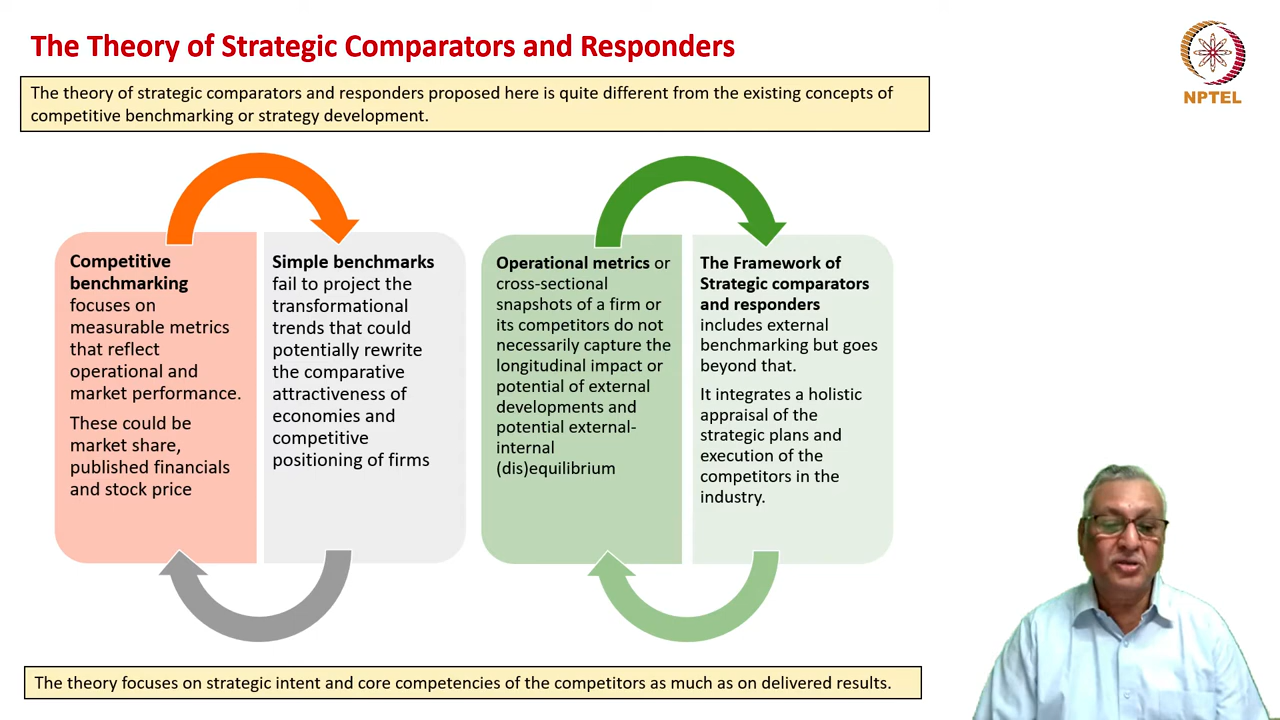 The Theory of Strategic Comparators and Responders
NPTEL
The theory of strategic comparators and responders proposed here is quite different from the existing concepts of
competitive benchmarking or strategy development.
Competitive
benchmarking
focuses on
measurable metrics
that reflect
operational and
market performance.
These could be
market share,
published financials
and stock price
Simple benchmarks
fail to project the
transformational
trends that could
potentially rewrite
the comparative
attractiveness of
economies and
competitive
positioning of firms
Operational metrics or
cross-sectional
snapshots of a firm or
its competitors do not
necessarily capture the
longitudinal impact or
potential of external
developments and
potential external-
internal
(dis)equilibrium
The Framework of
Strategic comparators
and responders
includes external
benchmarking but goes
beyond that.
It integrates a holistic
appraisal of the
strategic plans and
execution of the
competitors in the
industry.
The theory focuses on strategic intent and core competencies of the competitors as much as on delivered results.